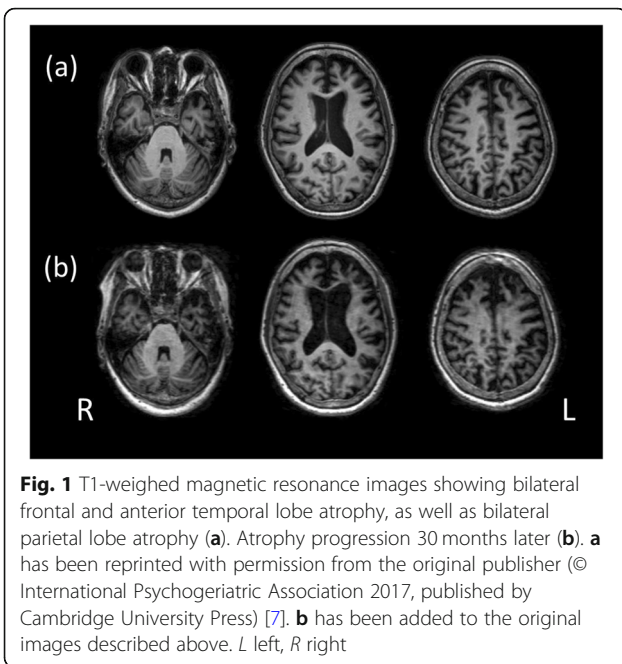 (a)
(b)
R
L
Fig. 1 T1-weighed magnetic resonance images showing bilateral
frontal and anterior temporal lobe atrophy, as well as bilateral
parietal lobe atrophy (a). Atrophy progression 30 months later (b). a
has been reprinted with permission from the original publisher (©
International Psychogeriatric Association 2017, published by
Cambridge University Press) [7]. b has been added to the original
images described above. L left, R right